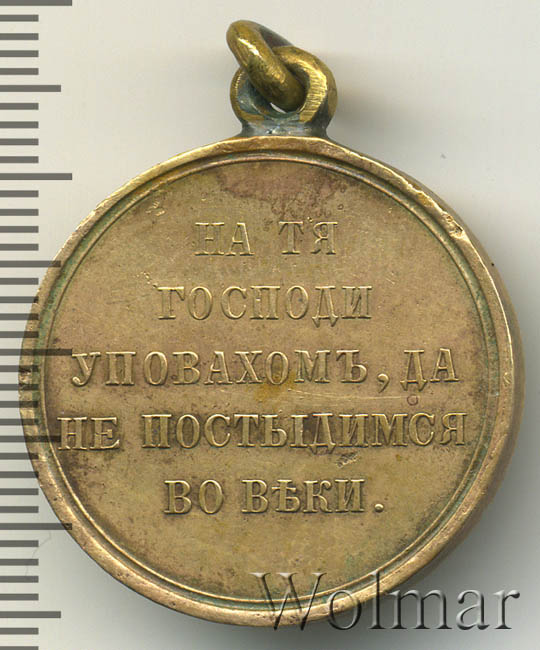 НА ТЯ
ГОСПОДИ
УПОВАХОМЪ, ДА
НЕ ПОСТЫДИМСЯ
ВО ВѢКИ.
Wolmar